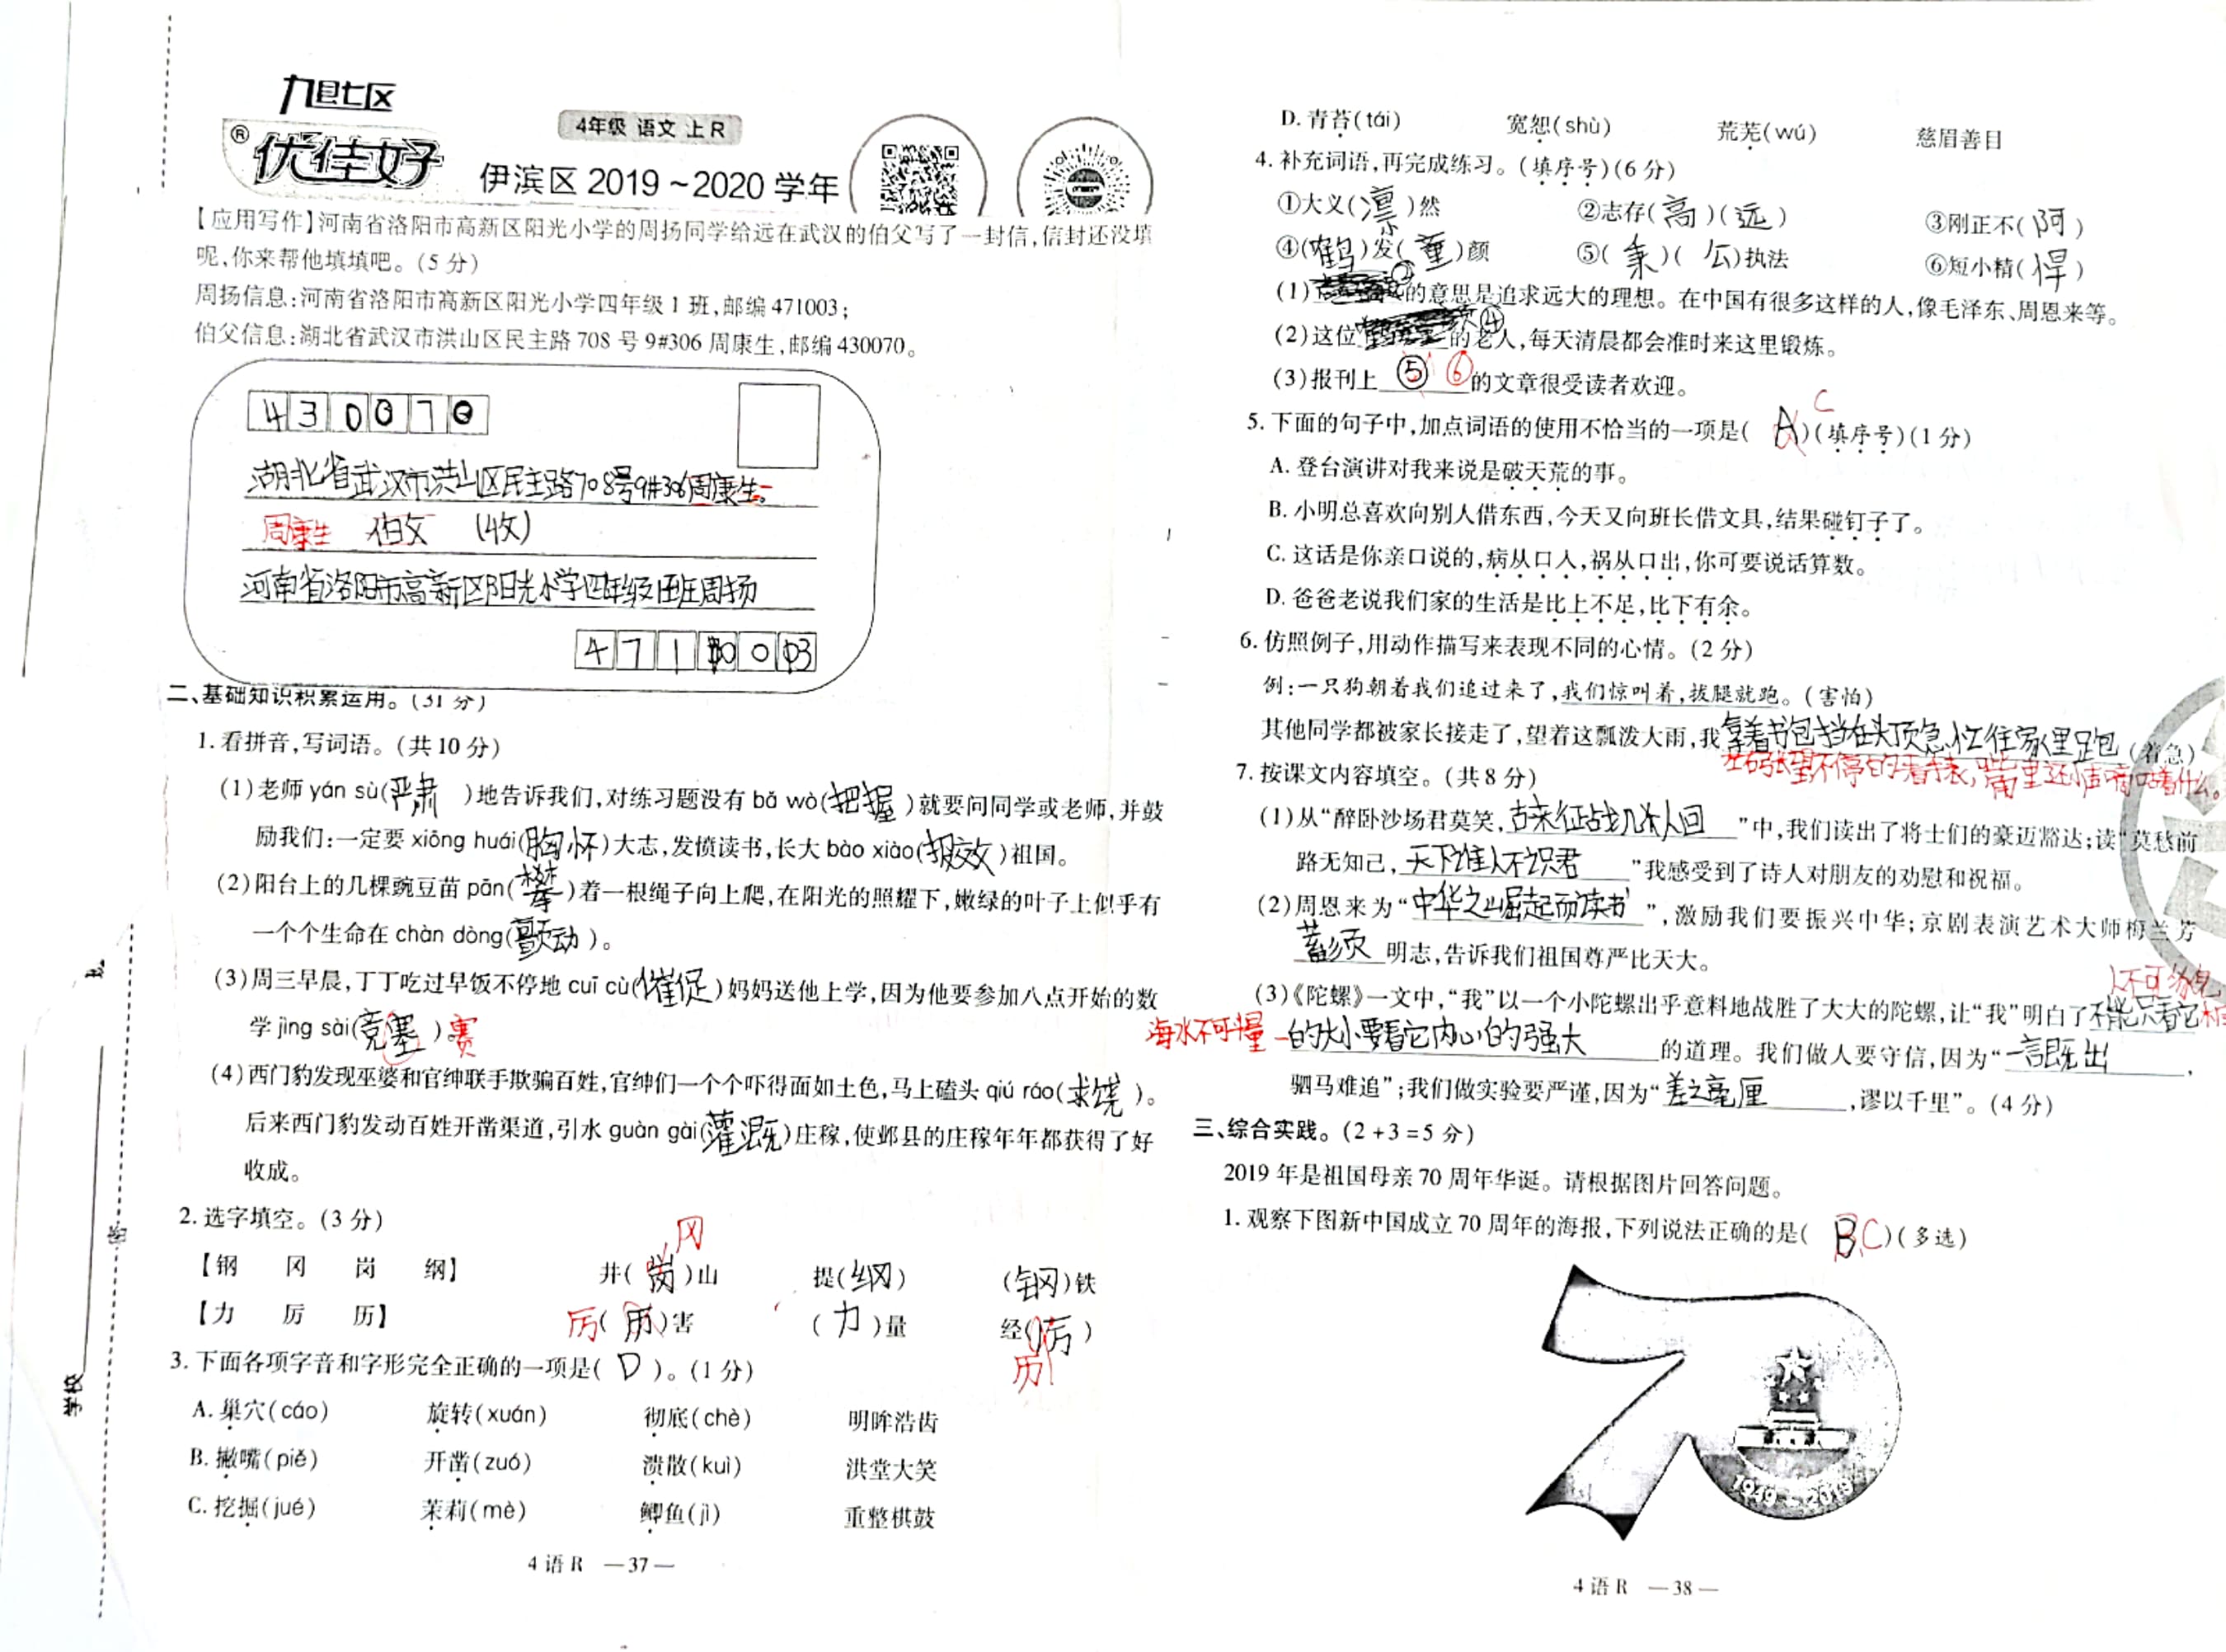 九县七区
优佳好
®
4年级 语文 上 R
伊滨区 2019 ~ 2020 学年
【应用写作】河南省洛阳市高新区阳光小学的周扬同学给远在武汉的伯父写了一封信,信封还没填
呢,你来帮他填填吧。(5 分)
周扬信息:河南省洛阳市高新区阳光小学四年级 1 班,邮编 471003;
伯父信息:湖北省武汉市洪山区民主路 708 号 9#306 周康生,邮编 430070。
4 3 0 0 7 0
湖北省武汉市洪山区民主路708号9#306周康生。
周康生 伯父 (收)
河南省洛阳市高新区阳光小学四年级1班周扬
4 7 1 0 0 3
二、基础知识积累运用。(31 分)
1. 看拼音,写词语。(共 10 分)
(1)老师 yán sù(严肃)地告诉我们,对练习题没有 bǎ wò(把握)就要问同学或老师,并鼓
励我们:一定要 xiōng huái(胸怀)大志,发愤读书,长大 bào xiào(报效)祖国。
(2)阳台上的几棵豌豆苗 pān(攀)着一根绳子向上爬,在阳光的照耀下,嫩绿的叶子上似乎有
一个个生命在 chàn dòng(颤动)。
(3)周三早晨,丁丁吃过早饭不停地 cuī cù(催促)妈妈送他上学,因为他要参加八点开始的数
学 jìng sài(竞塞)赛
(4)西门豹发现巫婆和官绅联手欺骗百姓,官绅们一个个吓得面如土色,马上磕头 qiú ráo(求饶)。
后来西门豹发动百姓开凿渠道,引水 guàn gài(灌溉)庄稼,使邺县的庄稼年年都获得了好
收成。
2. 选字填空。(3 分)
冈
【钢 冈 岗 纲】 井(岗)山 提(纲) (钢)铁
【力 厉 历】 厉(历)害 (力)量 经(厉)
历
3. 下面各项字音和字形完全正确的一项是( D )。(1 分)
A. 巢穴(cáo) 旋转(xuán) 彻底(chè) 明眸浩齿
B. 撇嘴(piě) 开凿(zuó) 溃散(kuì) 洪堂大笑
C. 挖掘(jué) 茉莉(mè) 鲫鱼(jì) 重整棋鼓
4 语 R —37—
学校
密
D. 青苔(tái) 宽恕(shù) 荒芜(wú) 慈眉善目
4. 补充词语,再完成练习。(填序号)(6 分)
①大义(凛)然 ②志存(高)(远) ③刚正不(阿)
④(鹤)发(童)颜 ⑤(秉)(公)执法 ⑥短小精(悍)
(1)②的意思是追求远大的理想。在中国有很多这样的人,像毛泽东、周恩来等。
(2)这位④的老人,每天清晨都会准时来这里锻炼。
(3)报刊上⑤ ⑥的文章很受读者欢迎。
C
5. 下面的句子中,加点词语的使用不恰当的一项是( A )(填序号)(1 分)
A. 登台演讲对我来说是破天荒的事。
B. 小明总喜欢向别人借东西,今天又向班长借文具,结果碰钉子了。
C. 这话是你亲口说的,病从口入,祸从口出,你可要说话算数。
D. 爸爸老说我们家的生活是比上不足,比下有余。
6. 仿照例子,用动作描写来表现不同的心情。(2 分)
例:一只狗朝着我们追过来了,我们惊叫着,拔腿就跑。(害怕)
其他同学都被家长接走了,望着这瓢泼大雨,我拿着书包挡在头顶急忙往家里跑(着急)
左右张望不停的看手表,嘴里还小声嘀咕着什么。
7. 按课文内容填空。(共 8 分)
(1)从“醉卧沙场君莫笑,古来征战几人回”中,我们读出了将士们的豪迈豁达;读“莫愁前
路无知己,天下谁人不识君”我感受到了诗人对朋友的劝慰和祝福。
(2)周恩来为“中华之崛起而读书”,激励我们要振兴中华;京剧表演艺术大师梅兰芳
蓄须明志,告诉我们祖国尊严比天大。
人不可貌相
(3)《陀螺》一文中,“我”以一个小陀螺出乎意料地战胜了大大的陀螺,让“我”明白了不能只看它
海水不可斗量 的大小要看它内心的强大的道理。我们做人要守信,因为“一言既出,
驷马难追”;我们做实验要严谨,因为“差之毫厘,谬以千里”。(4 分)
三、综合实践。(2 + 3 = 5 分)
2019 年是祖国母亲 70 周年华诞。请根据图片回答问题。
1. 观察下图新中国成立 70 周年的海报,下列说法正确的是( BC )(多选)
70
1949 - 2019
4 语 R —38—